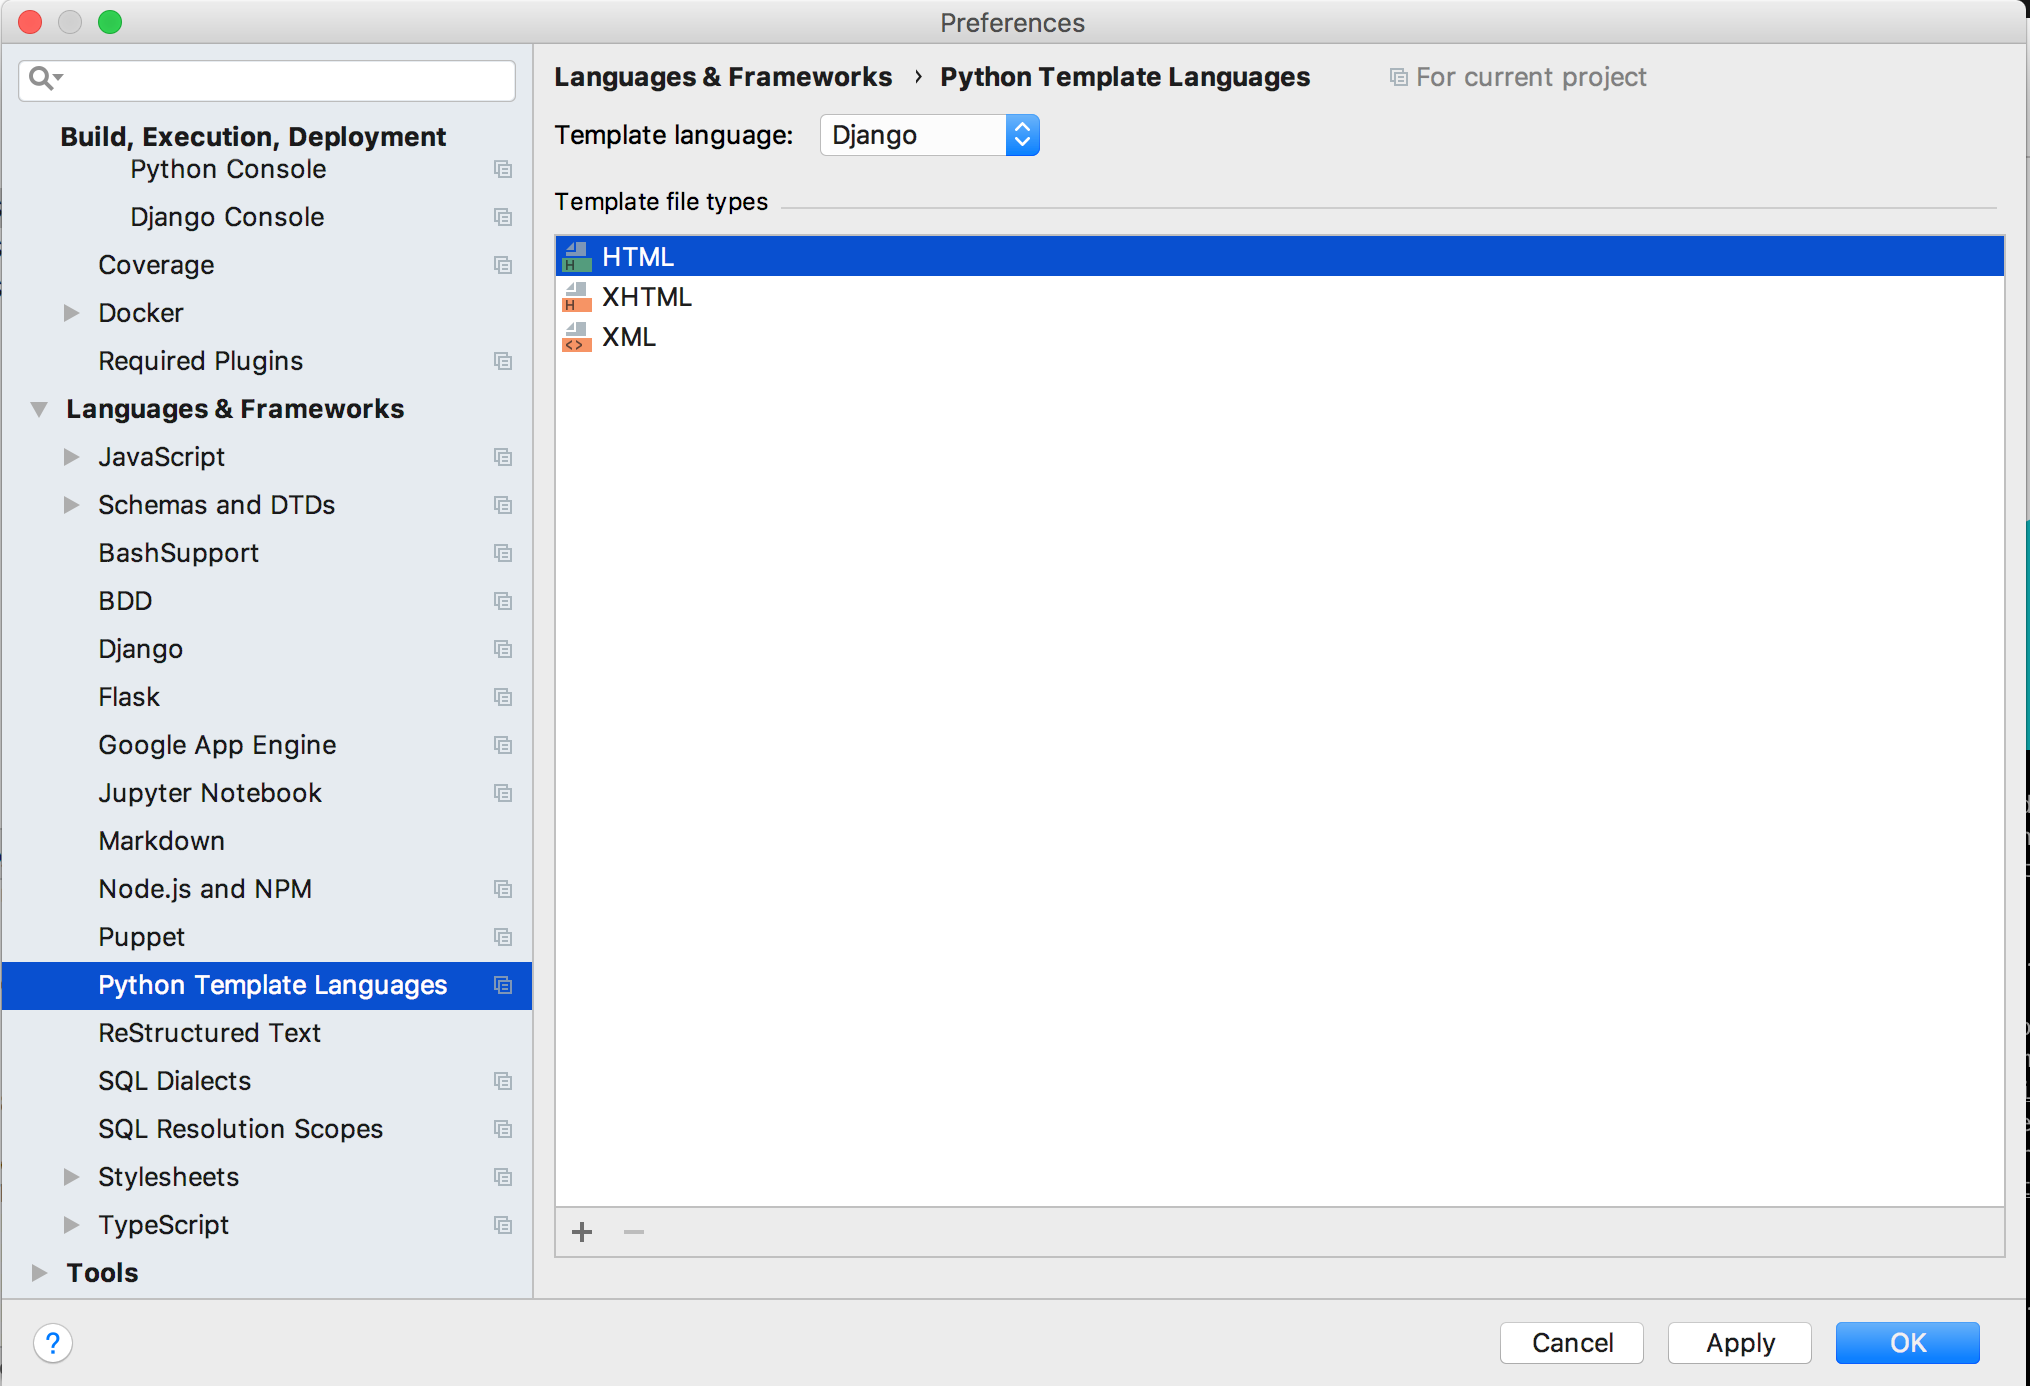 Preferences
Build, Execution, Deployment
Python Console
Django Console
Coverage
Docker
Required Plugins
Languages & Frameworks
JavaScript
Schemas and DTDs
BashSupport
BDD
Django
Flask
Google App Engine
Jupyter Notebook
Markdown
Node.js and NPM
Puppet
Python Template Languages
ReStructured Text
SQL Dialects
SQL Resolution Scopes
Stylesheets
TypeScript
Tools
Languages & Frameworks › Python Template Languages For current project
Template language: Django
Template file types
H HTML
H XHTML
<> XML
+ −
? Cancel Apply OK